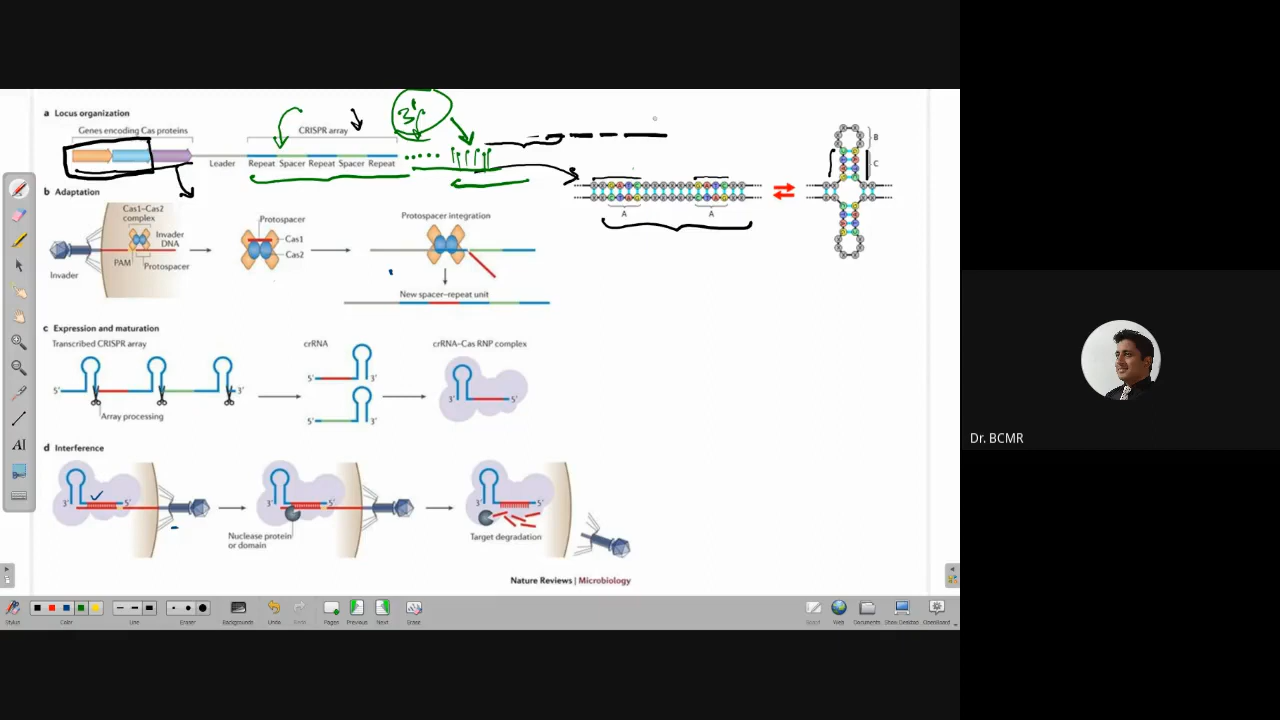 a Locus organization
Genes encoding Cas proteins
CRISPR array
Leader
Repeat Spacer Repeat Spacer Repeat
b Adaptation
Cas1–Cas2
complex
Invader
DNA
PAM
Protospacer
Invader
Protospacer
Cas1
Cas2
Protospacer integration
New spacer–repeat unit
A
A
B
C
c Expression and maturation
Transcribed CRISPR array
5′
3′
Array processing
crRNA
5′
3′
5′
3′
crRNA–Cas RNP complex
3′
5′
d Interference
3′
5′
3′
5′
Nuclease protein
or domain
3′
5′
Target degradation
Nature Reviews | Microbiology
Dr. BCMR
Stylus
Color
Line
Eraser
Backgrounds
Undo
Pages
Previous
Next
Erase
Board
Web
Documents
Show Desktop
OpenBoard